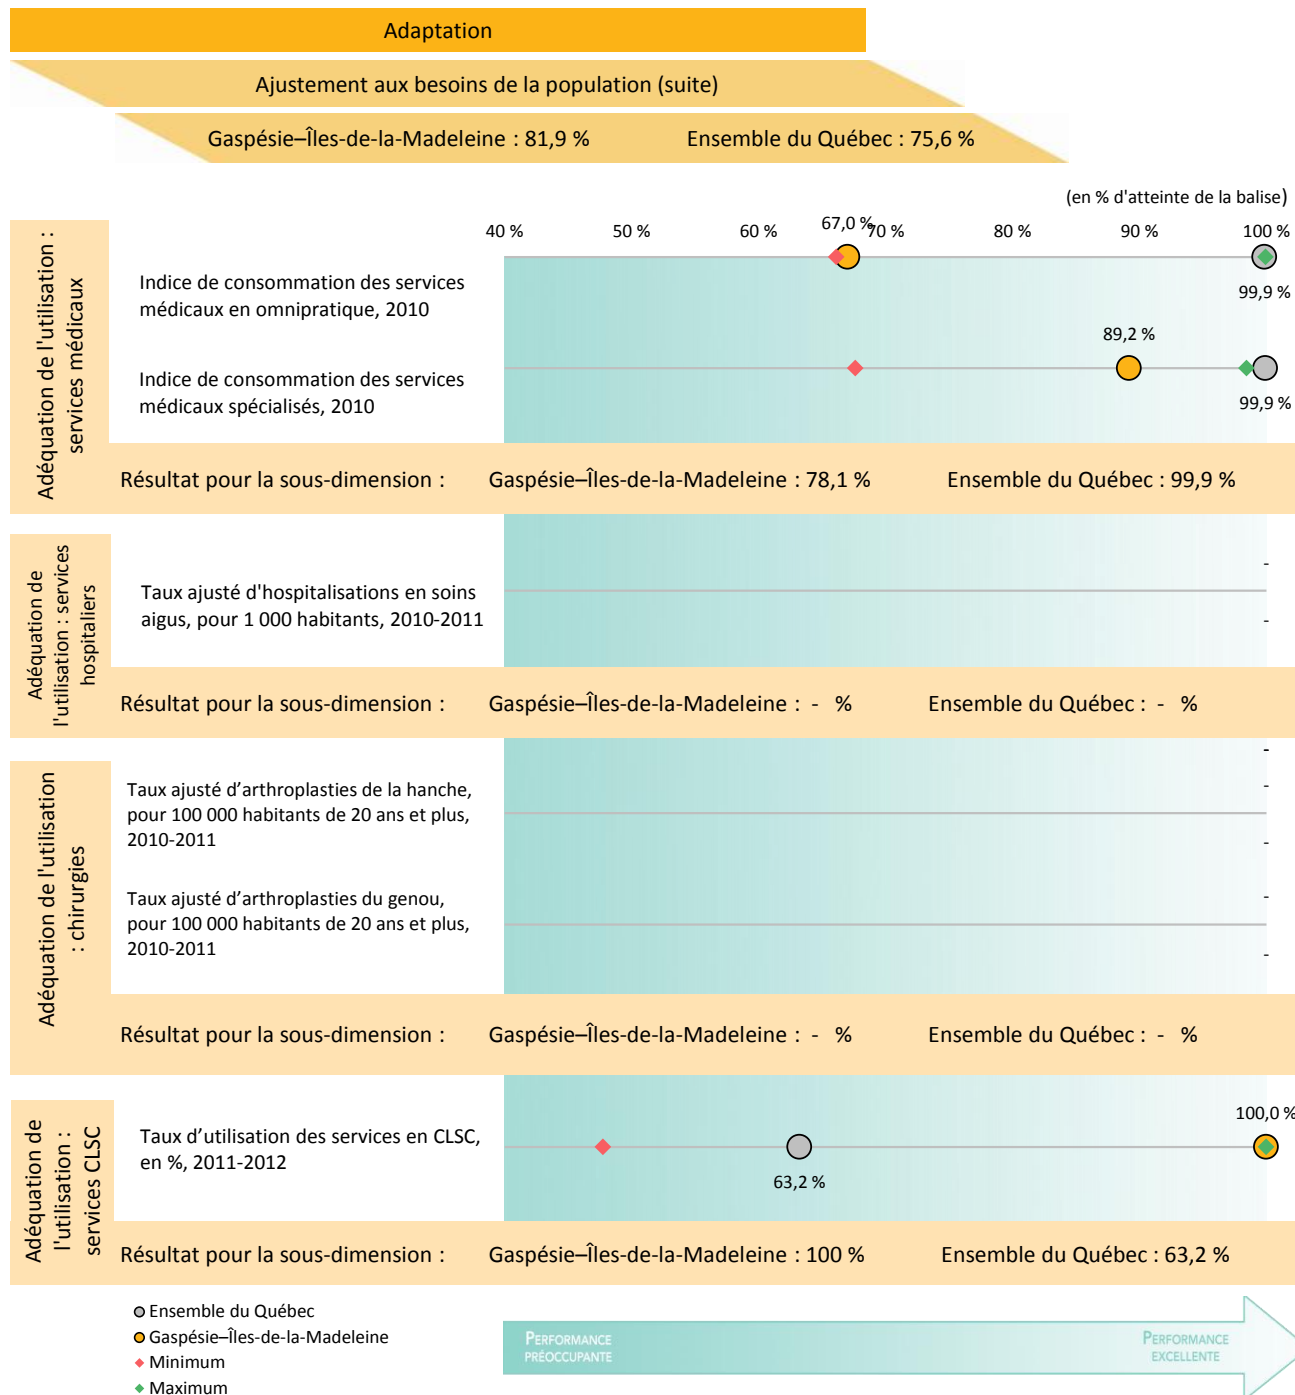 Adaptation
Ajustement aux besoins de la population (suite)
Gaspésie–Îles-de-la-Madeleine : 81,9 % Ensemble du Québec : 75,6 %
(en % d'atteinte de la balise)
40 % 50 % 60 % 70 % 80 % 90 % 100 %
Adéquation de l'utilisation :
services médicaux
67,0 %
Indice de consommation des services
médicaux en omnipratique, 2010
99,9 %
89,2 %
Indice de consommation des services
médicaux spécialisés, 2010
99,9 %
Résultat pour la sous-dimension : Gaspésie–Îles-de-la-Madeleine : 78,1 % Ensemble du Québec : 99,9 %
Adéquation de
l'utilisation : services
hospitaliers
-
Taux ajusté d'hospitalisations en soins
aigus, pour 1 000 habitants, 2010-2011
-
Résultat pour la sous-dimension : Gaspésie–Îles-de-la-Madeleine : - % Ensemble du Québec : - %
-
Adéquation de l'utilisation
: chirurgies
-
Taux ajusté d’arthroplasties de la hanche,
pour 100 000 habitants de 20 ans et plus,
2010-2011
-
-
Taux ajusté d’arthroplasties du genou,
pour 100 000 habitants de 20 ans et plus,
2010-2011
-
Résultat pour la sous-dimension : Gaspésie–Îles-de-la-Madeleine : - % Ensemble du Québec : - %
Adéquation de
l'utilisation :
services CLSC
100,0 %
Taux d’utilisation des services en CLSC,
en %, 2011-2012
63,2 %
Résultat pour la sous-dimension : Gaspésie–Îles-de-la-Madeleine : 100 % Ensemble du Québec : 63,2 %
Ensemble du Québec
Gaspésie–Îles-de-la-Madeleine
Minimum
Maximum
PERFORMANCE
PRÉOCCUPANTE
PERFORMANCE
EXCELLENTE